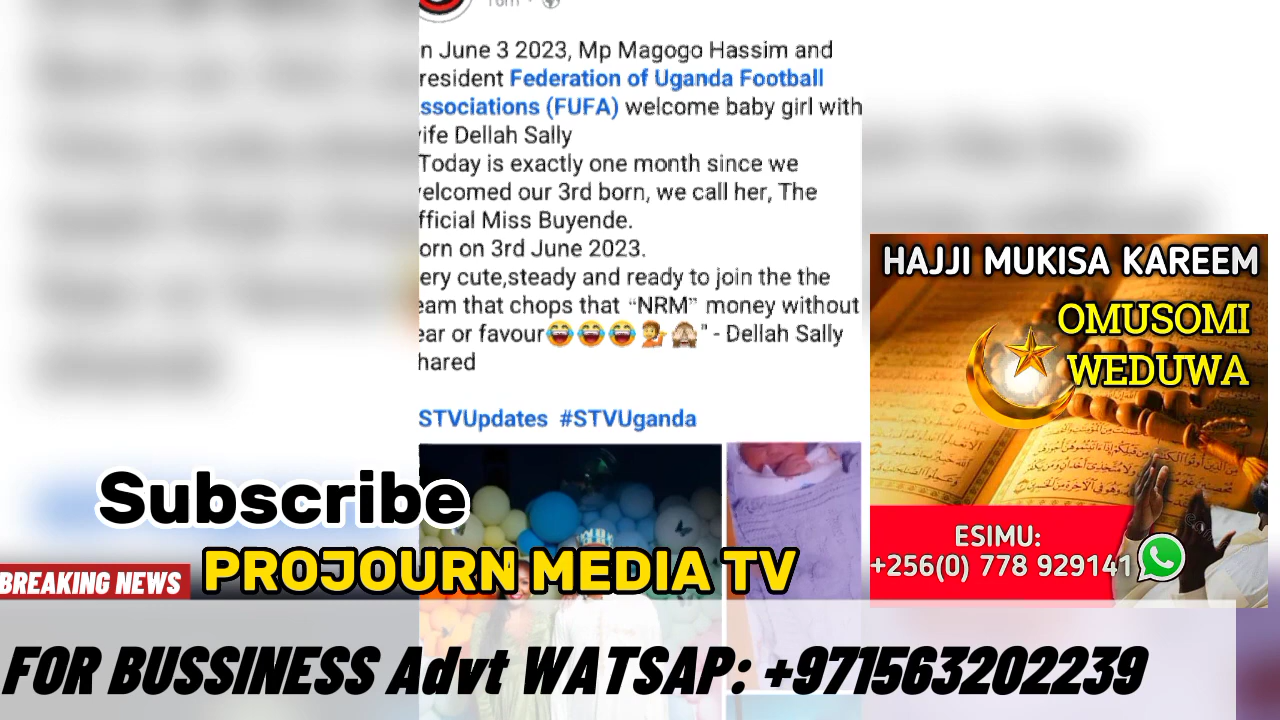 n June 3 2023, Mp Magogo Hassim and
resident Federation of Uganda Football
ssociations (FUFA) welcome baby girl with
ife Dellah Sally
Today is exactly one month since we
elcomed our 3rd born, we call her, The
fficial Miss Buyende.
orn on 3rd June 2023.
ery cute,steady and ready to join the the
eam that chops that “NRM” money without
ear or favour😂😂😂💁🙈" - Dellah Sally
hared
STVUpdates #STVUganda
HAJJI MUKISA KAREEM
OMUSOMI
WEDUWA
ESIMU:
+256(0) 778 929141
Subscribe
PROJOURN MEDIA TV
BREAKING NEWS
FOR BUSSINESS Advt WATSAP: +971563202239